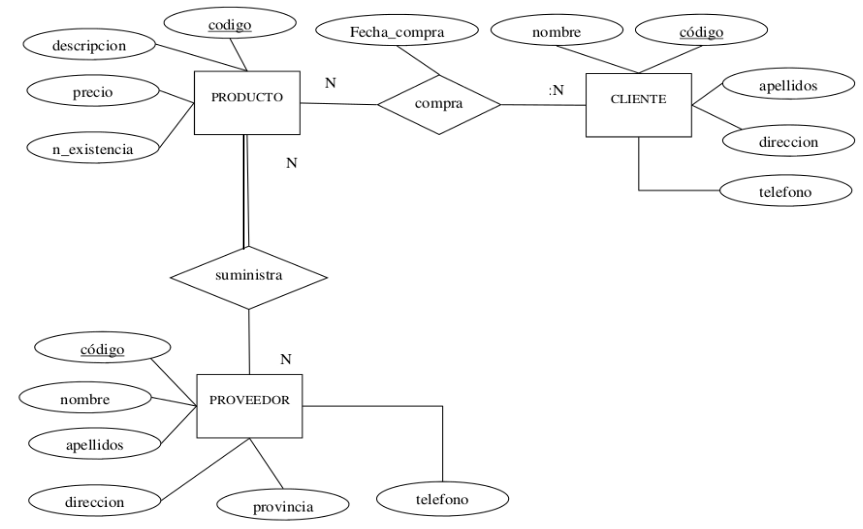 codigo
descripcion
precio
n_existencia
PRODUCTO
N
Fecha_compra
compra
:N
nombre
código
CLIENTE
apellidos
direccion
telefono
N
suministra
N
código
nombre
apellidos
PROVEEDOR
direccion
provincia
telefono